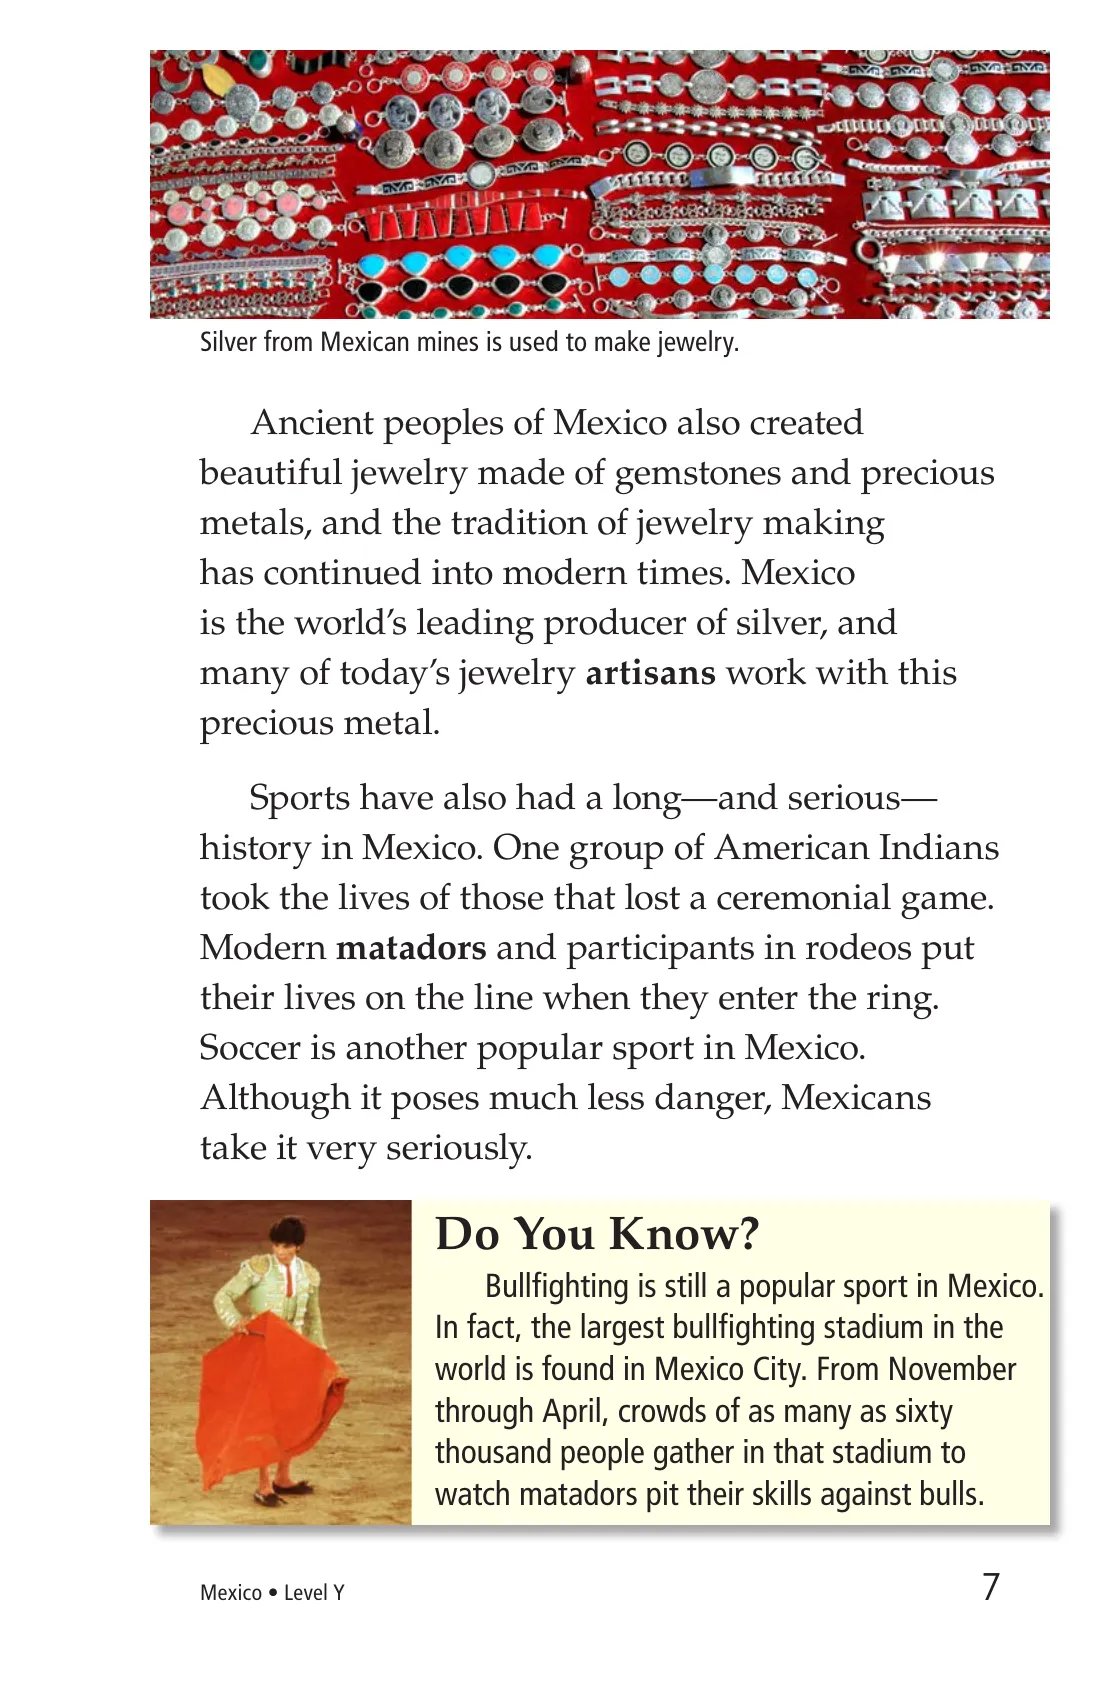 Silver from Mexican mines is used to make jewelry.
Ancient peoples of Mexico also created
beautiful jewelry made of gemstones and precious
metals, and the tradition of jewelry making
has continued into modern times. Mexico
is the world’s leading producer of silver, and
many of today’s jewelry artisans work with this
precious metal.
Sports have also had a long—and serious—
history in Mexico. One group of American Indians
took the lives of those that lost a ceremonial game.
Modern matadors and participants in rodeos put
their lives on the line when they enter the ring.
Soccer is another popular sport in Mexico.
Although it poses much less danger, Mexicans
take it very seriously.
Do You Know?
Bullfighting is still a popular sport in Mexico.
In fact, the largest bullfighting stadium in the
world is found in Mexico City. From November
through April, crowds of as many as sixty
thousand people gather in that stadium to
watch matadors pit their skills against bulls.
Mexico • Level Y
7